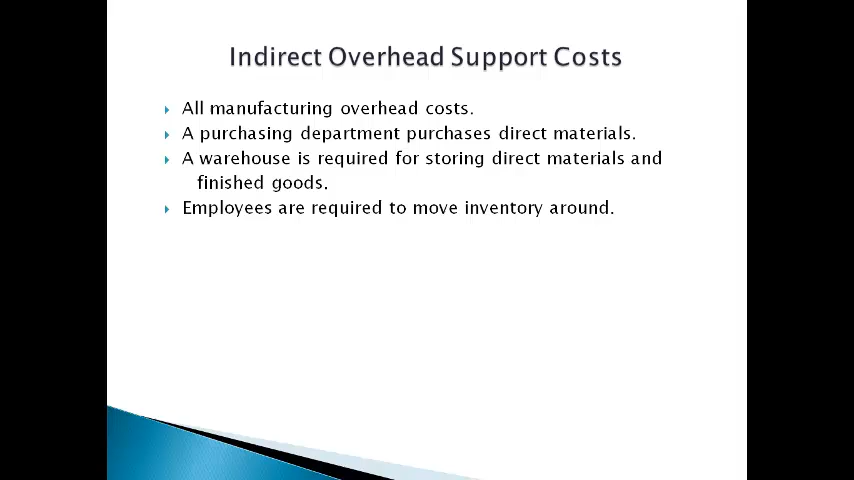 Indirect Overhead Support Costs
All manufacturing overhead costs.
A purchasing department purchases direct materials.
A warehouse is required for storing direct materials and
finished goods.
Employees are required to move inventory around.